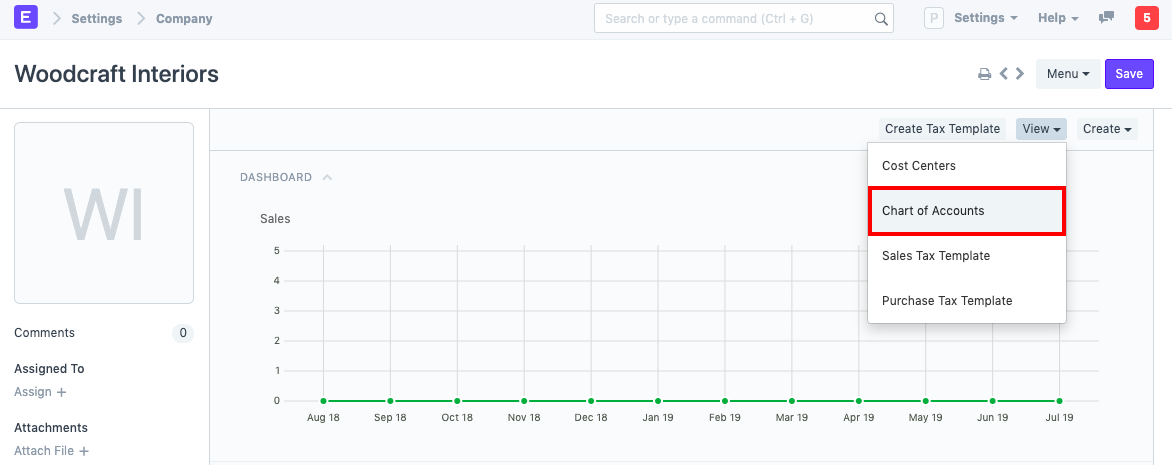 E Settings Company Search or type a command (Ctrl + G) P Settings Help 5
Woodcraft Interiors Menu Save
Create Tax Template View Create
WI
Cost Centers
Chart of Accounts
Sales Tax Template
Purchase Tax Template
DASHBOARD
Sales
5
4
3
2
1
0
Aug 18 Sep 18 Oct 18 Nov 18 Dec 18 Jan 19 Feb 19 Mar 19 Apr 19 May 19 Jun 19 Jul 19
Comments 0
Assigned To
Assign +
Attachments
Attach File +